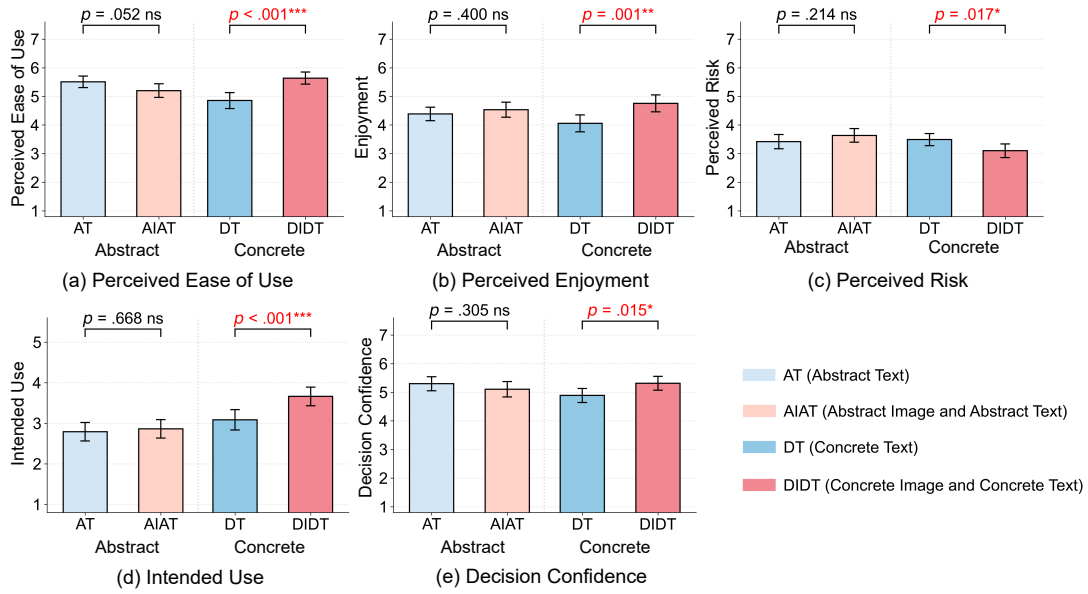 p = .052 ns
p < .001***
Perceived Ease of Use
7
6
5
4
3
2
1
AT
AIAT
DT
DIDT
Abstract
Concrete
(a) Perceived Ease of Use
p = .400 ns
p = .001**
Enjoyment
7
6
5
4
3
2
1
AT
AIAT
DT
DIDT
Abstract
Concrete
(b) Perceived Enjoyment
p = .214 ns
p = .017*
Perceived Risk
7
6
5
4
3
2
1
AT
AIAT
DT
DIDT
Abstract
Concrete
(c) Perceived Risk
p = .668 ns
p < .001***
Intended Use
5
4
3
2
1
AT
AIAT
DT
DIDT
Abstract
Concrete
(d) Intended Use
p = .305 ns
p = .015*
Decision Confidence
7
6
5
4
3
2
1
AT
AIAT
DT
DIDT
Abstract
Concrete
(e) Decision Confidence
AT (Abstract Text)
AIAT (Abstract Image and Abstract Text)
DT (Concrete Text)
DIDT (Concrete Image and Concrete Text)